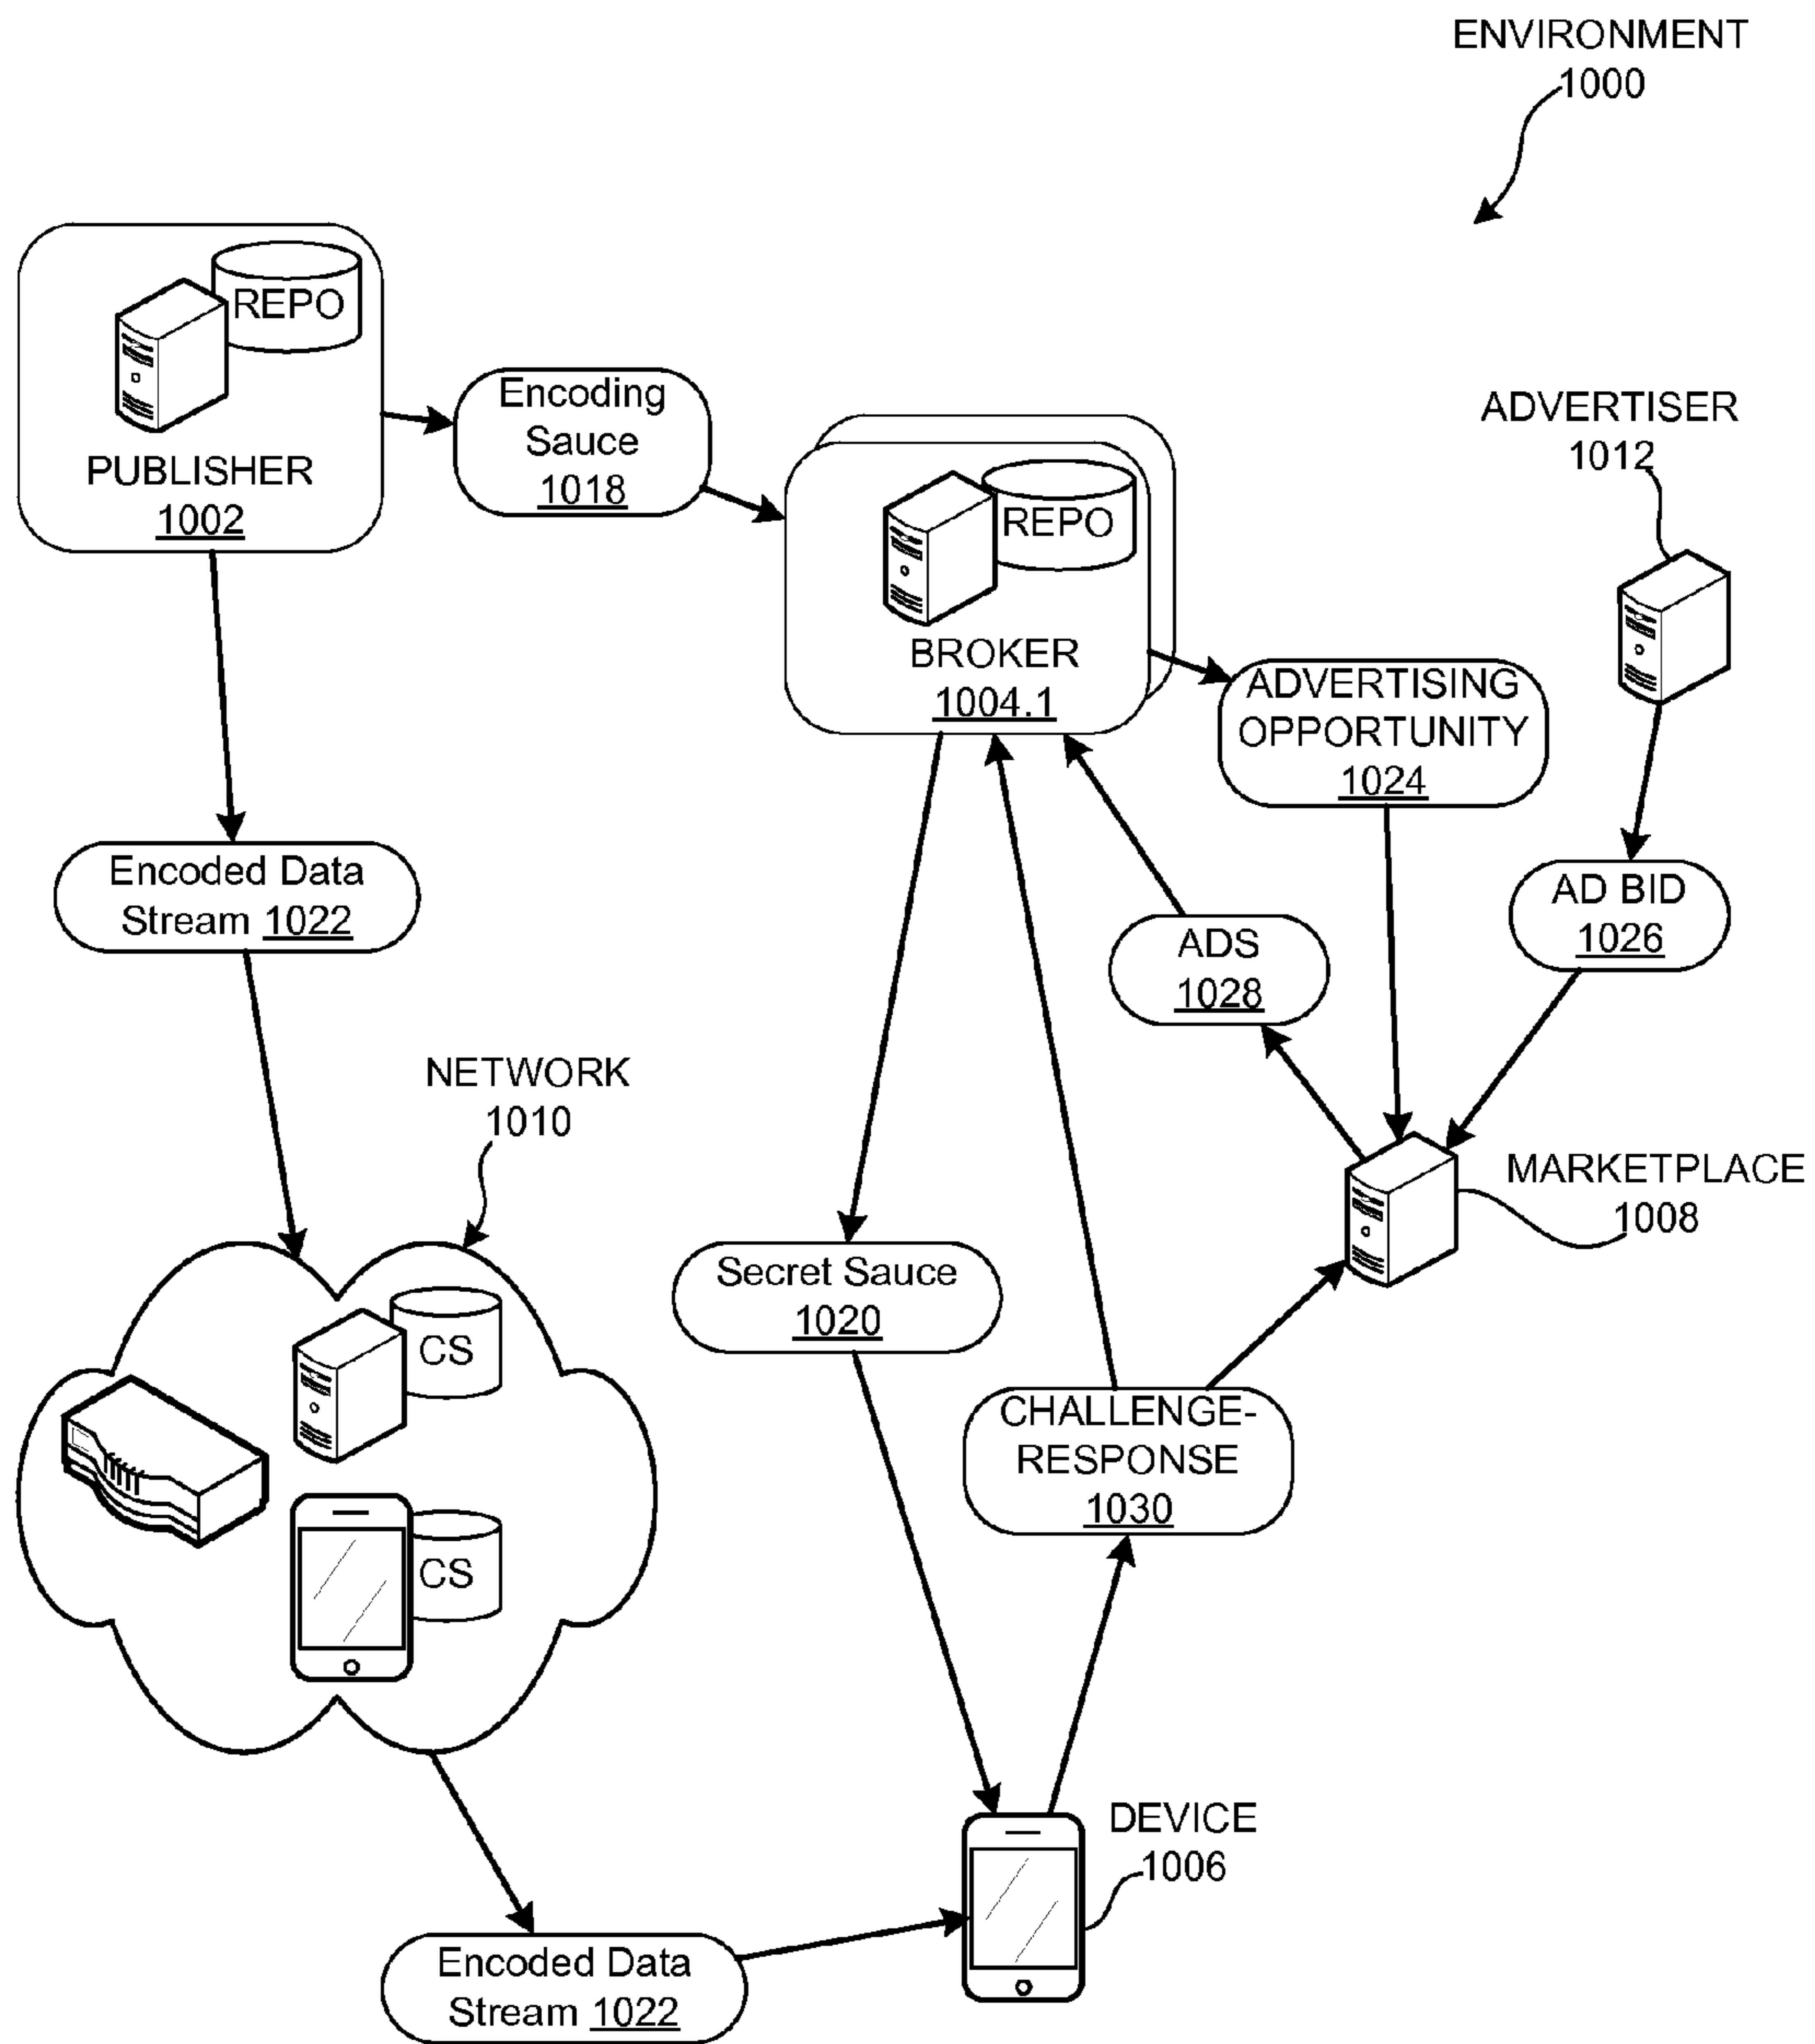 ENVIRONMENT
1000
REPO
PUBLISHER
1002
Encoding
Sauce
1018
REPO
BROKER
1004.1
ADVERTISER
1012
ADVERTISING
OPPORTUNITY
1024
Encoded Data
Stream 1022
AD BID
1026
ADS
1028
NETWORK
1010
MARKETPLACE
1008
Secret Sauce
1020
CS
CS
CHALLENGE-
RESPONSE
1030
DEVICE
1006
Encoded Data
Stream 1022